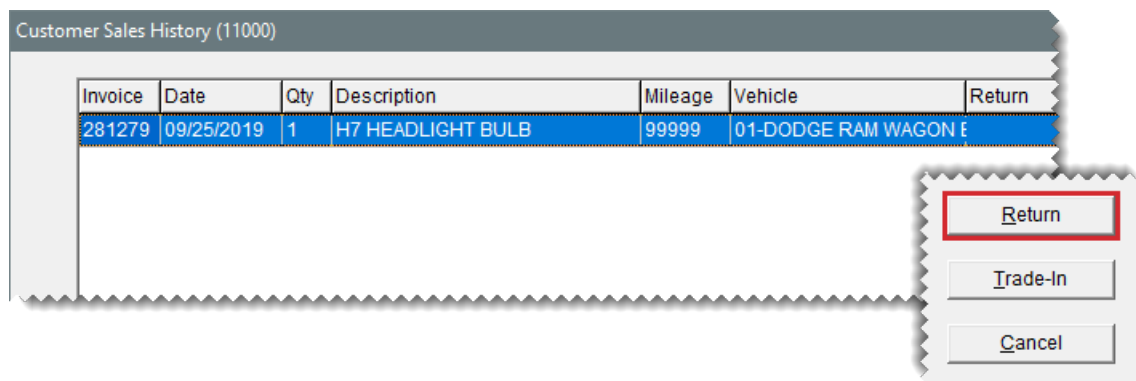 Customer Sales History (11000)
Invoice Date Qty Description Mileage Vehicle Return
281279 09/25/2019 1 H7 HEADLIGHT BULB 99999 01-DODGE RAM WAGON
Return
Trade-In
Cancel